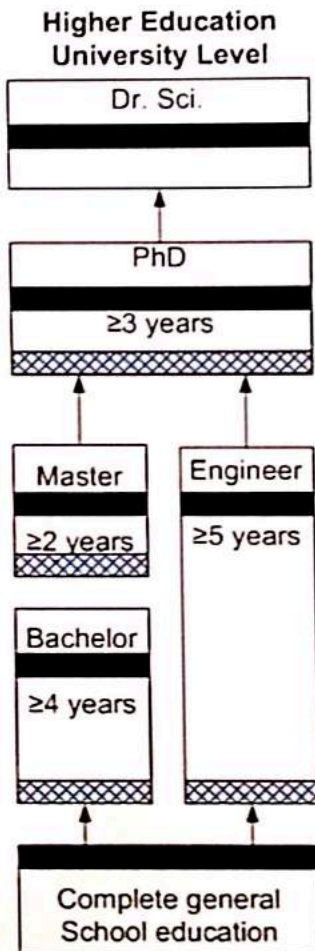 Higher Education
University Level
Dr. Sci.
PhD
≥3 years
Master
≥2 years
Engineer
≥5 years
Bachelor
≥4 years
Complete general
School education